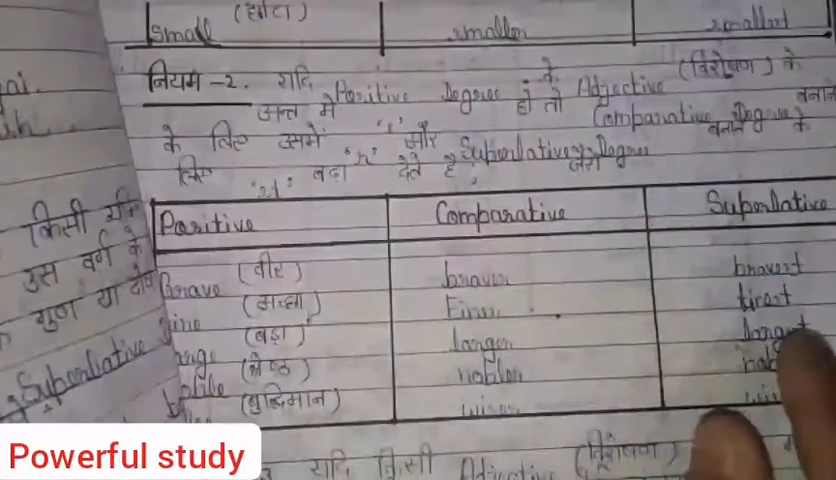 small (छोटा) smaller smallest
नियम -2. यदि Positive Degree के Adjective (विशेषण) के
अन्त में 'e' हो तो Comparative Degree बनाने
के लिए उसमें 'r' और Superlative Degree बनाने के
लिए 'st' बढ़ा देते है। जैसे
Positive Comparative Superlative
Brave (वीर) braver bravest
fine (अच्छा) finer finest
large (बड़ा) larger largest
noble (श्रेष्ठ) nobler
(बुद्धिमान) wiser
यदि किसी Adjective (विशेषण)
किसी
उस वर्ग के
गुण या दोष
Superlative
Powerful study